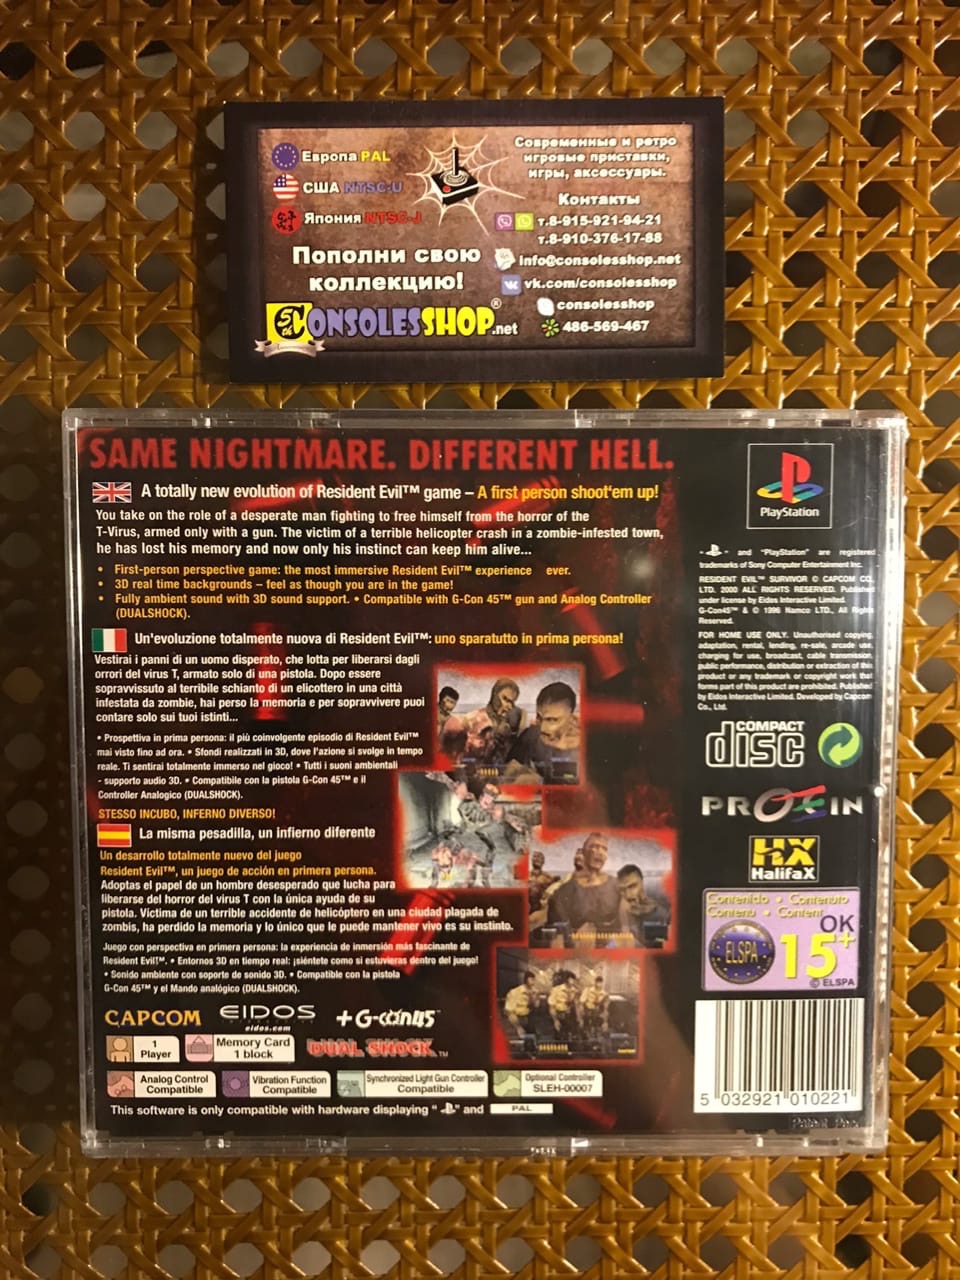 Европа PAL
США NTSC-U
Япония NTSC-J
Пополни свою
коллекцию!
CONSOLESSHOP.net
®
Современные и ретро
игровые приставки,
игры, аксессуары.
Контакты
т.8-915-921-94-21
т.8-910-376-17-88
info@consolesshop.net
vk.com/consolesshop
consolesshop
486-569-467
SAME NIGHTMARE. DIFFERENT HELL.
A totally new evolution of Resident Evil™ game – A first person shoot'em up!
You take on the role of a desperate man fighting to free himself from the horror of the
T-Virus, armed only with a gun. The victim of a terrible helicopter crash in a zombie-infested town,
he has lost his memory and now only his instinct can keep him alive...
• First-person perspective game: the most immersive Resident Evil™ experience ever.
• 3D real time backgrounds – feel as though you are in the game!
• Fully ambient sound with 3D sound support. • Compatible with G-Con 45™ gun and Analog Controller
(DUALSHOCK).
Un'evoluzione totalmente nuova di Resident Evil™: uno sparatutto in prima persona!
Vestirai i panni di un uomo disperato, che lotta per liberarsi dagli
orrori del virus T, armato solo di una pistola. Dopo essere
sopravvissuto al terribile schianto di un elicottero in una città
infestata da zombie, hai perso la memoria e per sopravvivere puoi
contare solo sui tuoi istinti...
• Prospettiva in prima persona: il più coinvolgente episodio di Resident Evil™
mai visto fino ad ora. • Sfondi realizzati in 3D, dove l'azione si svolge in tempo
reale. Ti sentirai totalmente immerso nel gioco! • Tutti i suoni ambientali
- supporto audio 3D. • Compatibile con la pistola G-Con 45™ e il
Controller Analogico (DUALSHOCK).
STESSO INCUBO, INFERNO DIVERSO!
La misma pesadilla, un infierno diferente
Un desarrollo totalmente nuevo del juego
Resident Evil™, un juego de acción en primera persona.
Adoptas el papel de un hombre desesperado que lucha para
liberarse del horror del virus T con la única ayuda de su
pistola. Víctima de un terrible accidente de helicóptero en una ciudad plagada de
zombis, ha perdido la memoria y lo único que le puede mantener vivo es su instinto.
Juego con perspectiva en primera persona: la experiencia de inmersión más fascinante de
Resident Evil™. • Entornos 3D en tiempo real: ¡siéntete como si estuvieras dentro del juego!
• Sonido ambiente con soporte de sonido 3D. • Compatible con la pistola
G-Con 45™ y el Mando analógico (DUALSHOCK).
CAPCOM EIDOS +G-con45™
eidos.com
1
Player
Memory Card
1 block
DUAL SHOCK™
Analog Control
Compatible
Vibration Function
Compatible
Synchronized Light Gun Controller
Compatible
Optional Controller
SLEH-00007
This software is only compatible with hardware displaying " " and PAL
PlayStation
" " and "PlayStation" are registered
trademarks of Sony Computer Entertainment Inc.
RESIDENT EVIL™ SURVIVOR © CAPCOM CO.,
LTD. 2000 ALL RIGHTS RESERVED. Published
under license by Eidos Interactive Limited.
G-Con45™ & © 1996 Namco LTD., All Rights
Reserved.
FOR HOME USE ONLY. Unauthorised copying,
adaptation, rental, lending, re-sale, arcade use,
charging for use, broadcast, cable transmission,
public performance, distribution or extraction of this
product or any trademark or copyright work that
forms part of this product are prohibited. Published
by Eidos Interactive Limited. Developed by Capcom
Co., Ltd.
COMPACT
disc
PROEIN
HX
HalifaX
Contenido • Contenuto
Contenu • Content
OK
ELSPA
15+
© ELSPA
5 032921 010221